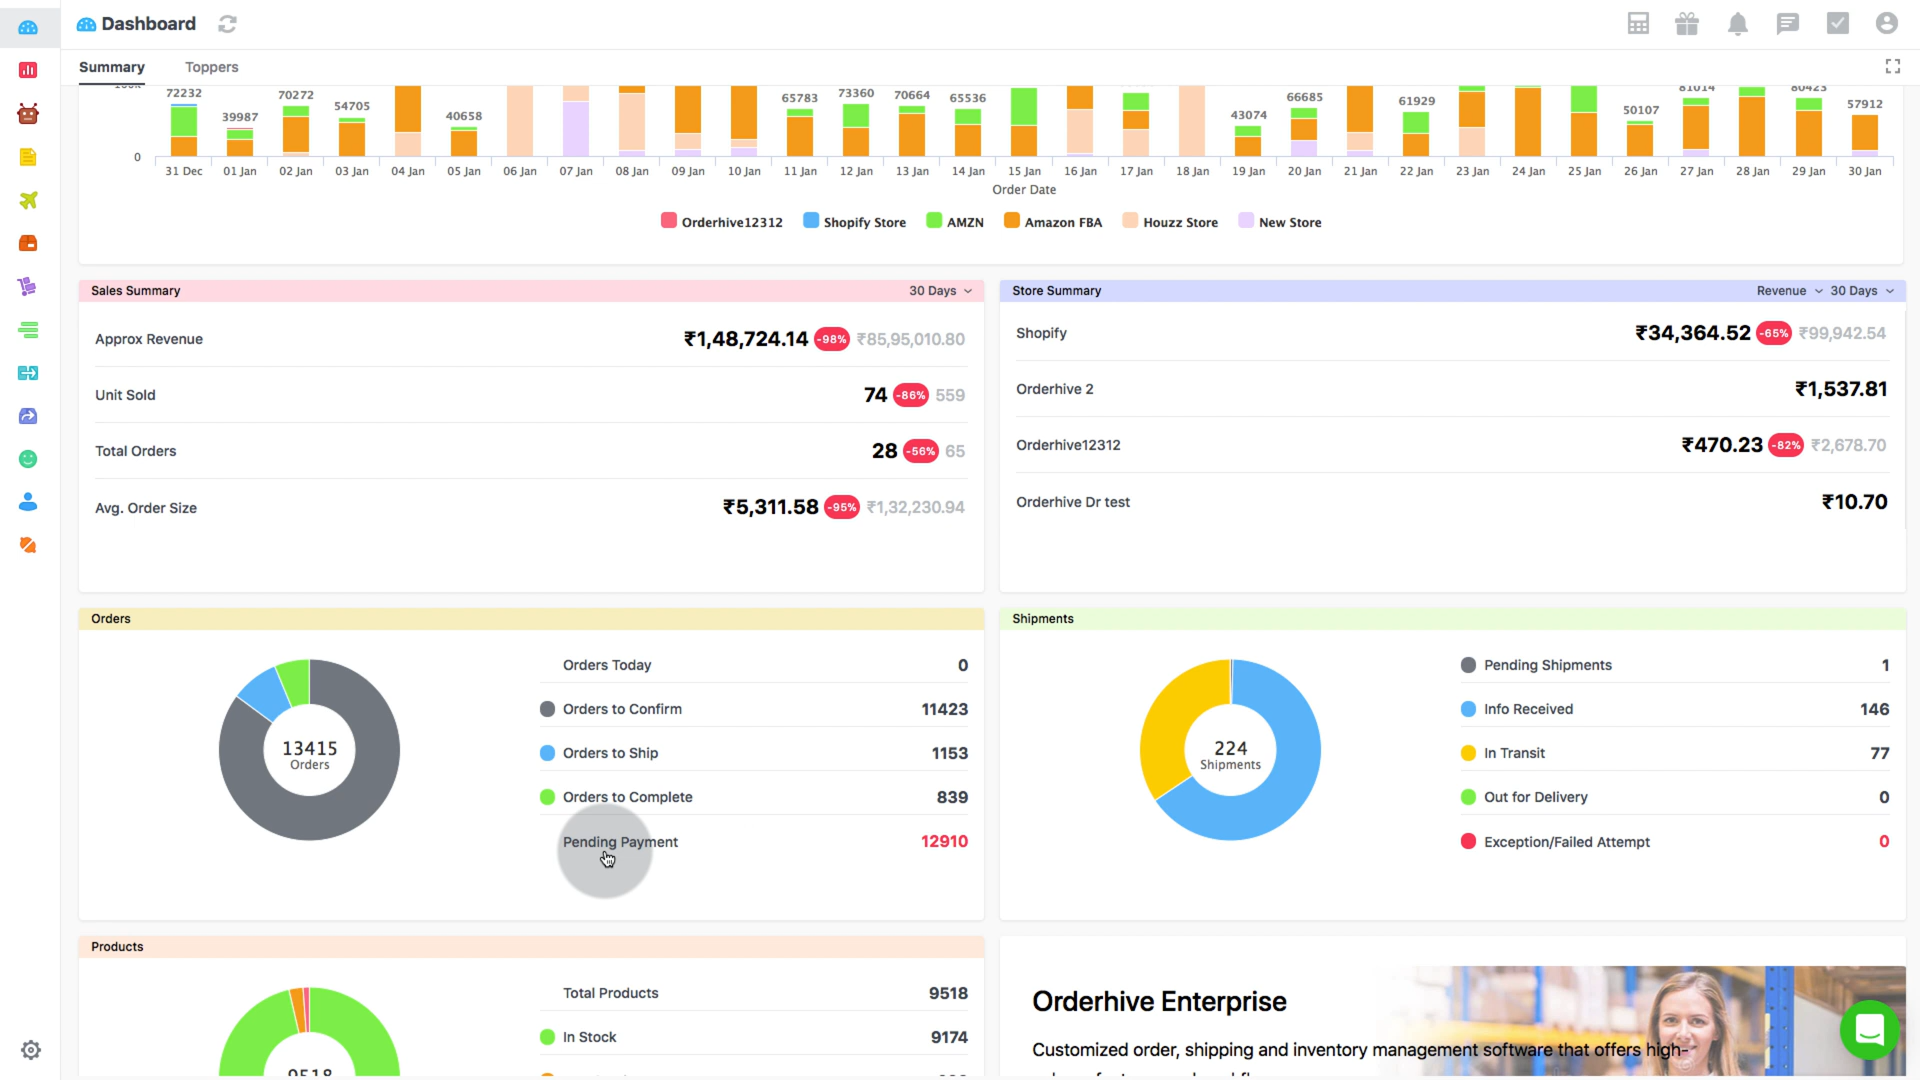 Dashboard
Summary Toppers
72232 39987 70272 54705 40658 65783 73360 70664 65536 43074 66685 61929 50107 81014 80423 57912
0
31 Dec 01 Jan 02 Jan 03 Jan 04 Jan 05 Jan 06 Jan 07 Jan 08 Jan 09 Jan 10 Jan 11 Jan 12 Jan 13 Jan 14 Jan 15 Jan 16 Jan 17 Jan 18 Jan 19 Jan 20 Jan 21 Jan 22 Jan 23 Jan 24 Jan 25 Jan 26 Jan 27 Jan 28 Jan 29 Jan 30 Jan
Order Date
Orderhive12312 Shopify Store AMZN Amazon FBA Houzz Store New Store
Sales Summary 30 Days
Approx Revenue ₹1,48,724.14 -98% ₹85,95,010.80
Unit Sold 74 -86% 559
Total Orders 28 -56% 65
Avg. Order Size ₹5,311.58 -95% ₹1,32,230.94
Store Summary Revenue 30 Days
Shopify ₹34,364.52 -65% ₹99,942.54
Orderhive 2 ₹1,537.81
Orderhive12312 ₹470.23 -82% ₹2,678.70
Orderhive Dr test ₹10.70
Orders
13415
Orders
Orders Today 0
Orders to Confirm 11423
Orders to Ship 1153
Orders to Complete 839
Pending Payment 12910
Shipments
224
Shipments
Pending Shipments 1
Info Received 146
In Transit 77
Out for Delivery 0
Exception/Failed Attempt 0
Products
9518
Total Products 9518
In Stock 9174
Orderhive Enterprise
Customized order, shipping and inventory management software that offers high-